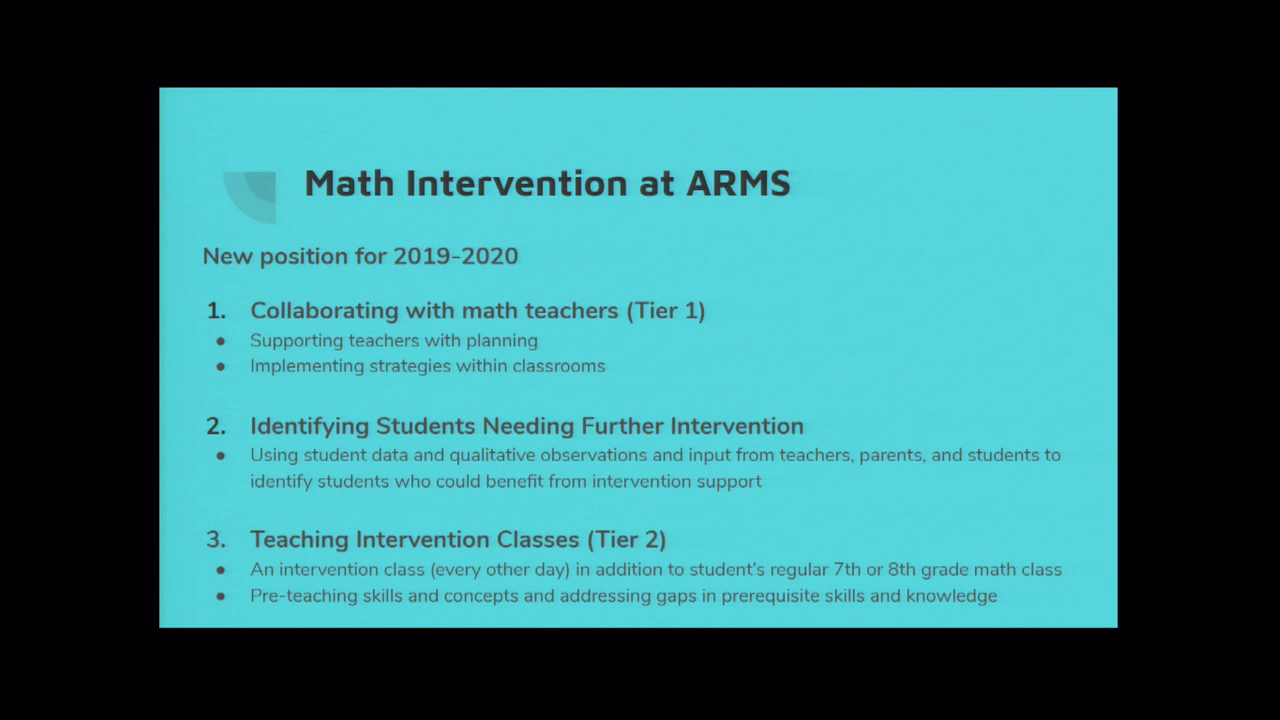 Math Intervention at ARMS
New position for 2019-2020
1. Collaborating with math teachers (Tier 1)
● Supporting teachers with planning
● Implementing strategies within classrooms
2. Identifying Students Needing Further Intervention
● Using student data and qualitative observations and input from teachers, parents, and students to
identify students who could benefit from intervention support
3. Teaching Intervention Classes (Tier 2)
● An intervention class (every other day) in addition to student's regular 7th or 8th grade math class
● Pre-teaching skills and concepts and addressing gaps in prerequisite skills and knowledge